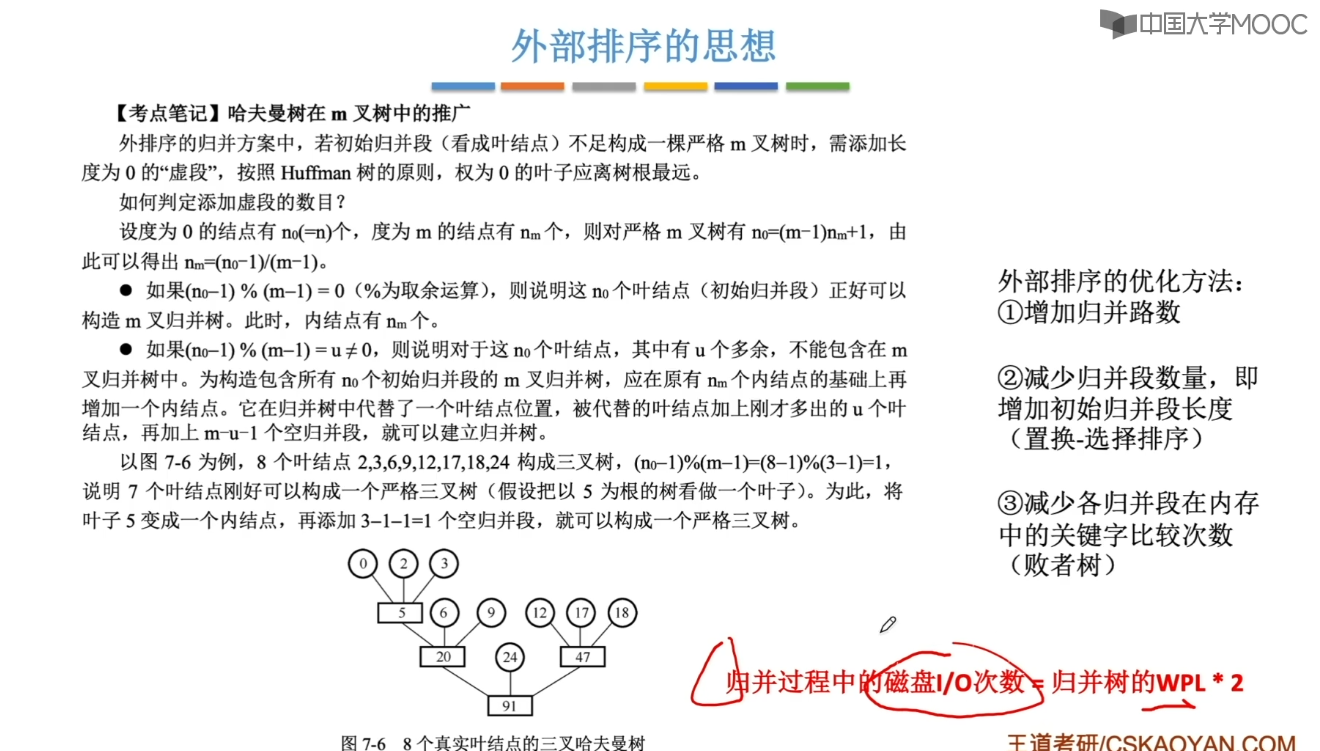 中国大学MOOC
外部排序的思想
【考点笔记】哈夫曼树在 m 叉树中的推广
外排序的归并方案中，若初始归并段（看成叶结点）不足构成一棵严格 m 叉树时，需添加长
度为 0 的“虚段”，按照 Huffman 树的原则，权为 0 的叶子应离树根最远。
如何判定添加虚段的数目？
设度为 0 的结点有 n₀(=n)个，度为 m 的结点有 nₘ 个，则对严格 m 叉树有 n₀=(m−1)nₘ+1，由
此可以得出 nₘ=(n₀−1)/(m−1)。
● 如果(n₀–1) % (m–1) = 0（%为取余运算），则说明这 n₀ 个叶结点（初始归并段）正好可以
构造 m 叉归并树。此时，内结点有 nₘ 个。
● 如果(n₀–1) % (m–1) = u ≠ 0，则说明对于这 n₀ 个叶结点，其中有 u 个多余，不能包含在 m
叉归并树中。为构造包含所有 n₀ 个初始归并段的 m 叉归并树，应在原有 nₘ 个内结点的基础上再
增加一个内结点。它在归并树中代替了一个叶结点位置，被代替的叶结点加上刚才多出的 u 个叶
结点，再加上 m−u−1 个空归并段，就可以建立归并树。
以图 7-6 为例，8 个叶结点 2,3,6,9,12,17,18,24 构成三叉树，(n₀–1)%(m–1)=(8–1)%(3–1)=1，
说明 7 个叶结点刚好可以构成一个严格三叉树（假设把以 5 为根的树看做一个叶子）。为此，将
叶子 5 变成一个内结点，再添加 3–1–1=1 个空归并段，就可以构成一个严格三叉树。
0 2 3
5 6 9 12 17 18
20 24 47
91
图 7-6 8 个真实叶结点的三叉哈夫曼树
外部排序的优化方法：
①增加归并路数
②减少归并段数量，即
增加初始归并段长度
（置换-选择排序）
③减少各归并段在内存
中的关键字比较次数
（败者树）
归并过程中的磁盘I/O次数 = 归并树的WPL * 2
王道考研/CSKAOYAN.COM